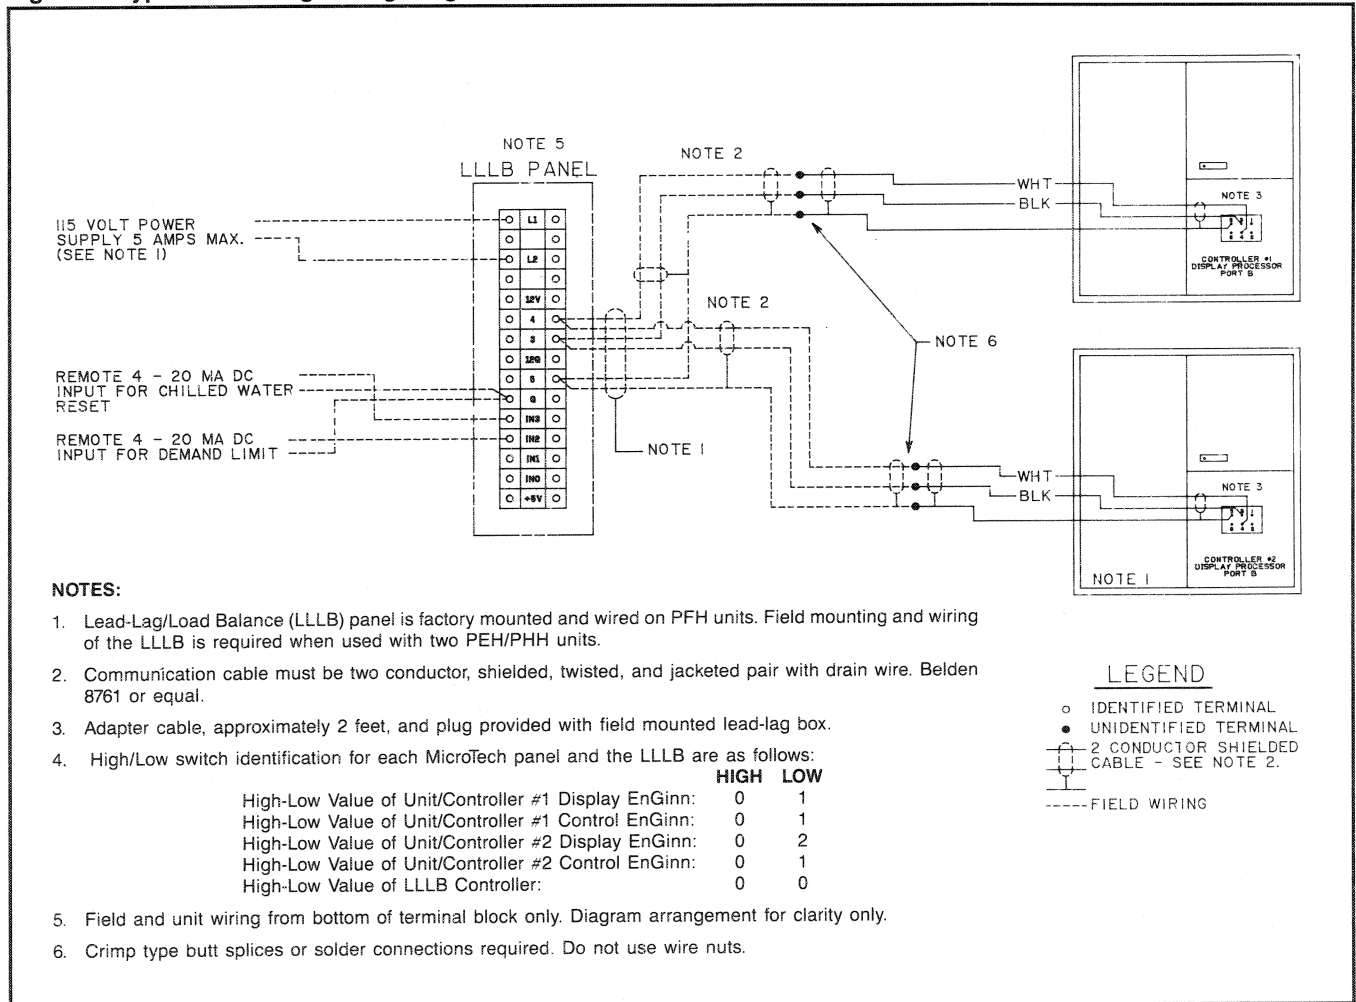 NOTE 5
LLLB PANEL
NOTE 2
115 VOLT POWER
SUPPLY 5 AMPS MAX.
(SEE NOTE 1)
L1
L2
12V
4
3
12G
5
G
IN3
IN2
IN1
IN0
+5V
REMOTE 4 - 20 MA DC
INPUT FOR CHILLED WATER
RESET
REMOTE 4 - 20 MA DC
INPUT FOR DEMAND LIMIT
NOTE 2
NOTE 1
NOTE 6
WHT
BLK
NOTE 3
CONTROLLER #1
DISPLAY PROCESSOR
PORT B
WHT
BLK
NOTE 3
CONTROLLER #2
DISPLAY PROCESSOR
PORT B
NOTE 1
NOTES:
1. Lead-Lag/Load Balance (LLLB) panel is factory mounted and wired on PFH units. Field mounting and wiring
of the LLLB is required when used with two PEH/PHH units.
2. Communication cable must be two conductor, shielded, twisted, and jacketed pair with drain wire. Belden
8761 or equal.
3. Adapter cable, approximately 2 feet, and plug provided with field mounted lead-lag box.
4. High/Low switch identification for each MicroTech panel and the LLLB are as follows:
HIGH LOW
High-Low Value of Unit/Controller #1 Display EnGinn: 0 1
High-Low Value of Unit/Controller #1 Control EnGinn: 0 1
High-Low Value of Unit/Controller #2 Display EnGinn: 0 2
High-Low Value of Unit/Controller #2 Control EnGinn: 0 1
High-Low Value of LLLB Controller: 0 0
5. Field and unit wiring from bottom of terminal block only. Diagram arrangement for clarity only.
6. Crimp type butt splices or solder connections required. Do not use wire nuts.
LEGEND
IDENTIFIED TERMINAL
UNIDENTIFIED TERMINAL
2 CONDUCTOR SHIELDED
CABLE - SEE NOTE 2.
FIELD WIRING